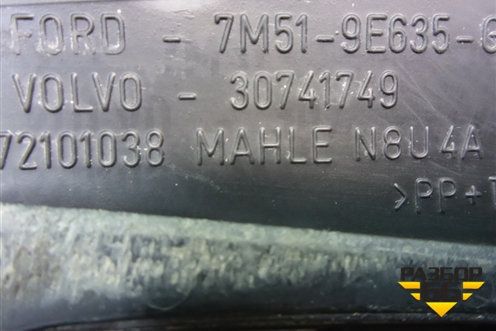 FORD - 7M51-9E635-G
VOLVO - 30741749
72101038 MAHLE N8U4A
>PP+T
РАЗБОР